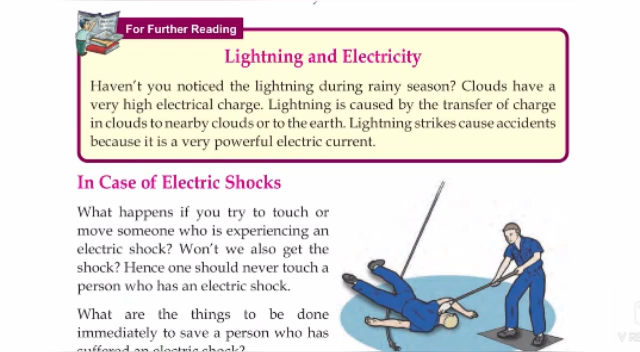 For Further Reading
Lightning and Electricity
Haven't you noticed the lightning during rainy season? Clouds have a
very high electrical charge. Lightning is caused by the transfer of charge
in clouds to nearby clouds or to the earth. Lightning strikes cause accidents
because it is a very powerful electric current.
In Case of Electric Shocks
What happens if you try to touch or
move someone who is experiencing an
electric shock? Won't we also get the
shock? Hence one should never touch a
person who has an electric shock.
What are the things to be done
immediately to save a person who has
suffered an electric shock?